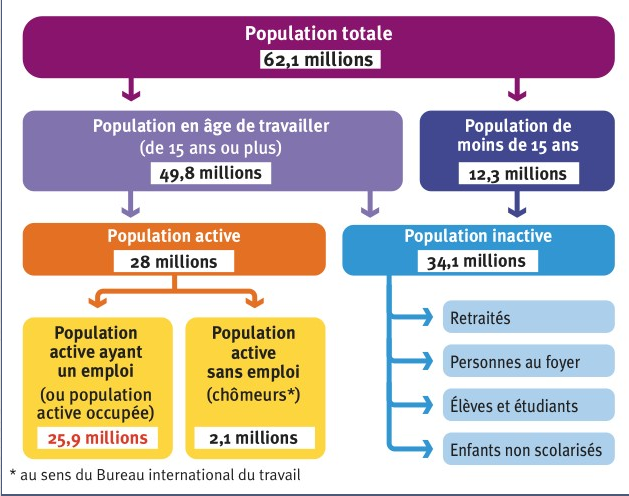 Population totale
62,1 millions
Population en âge de travailler
(de 15 ans ou plus)
49,8 millions
Population de
moins de 15 ans
12,3 millions
Population active
28 millions
Population inactive
34,1 millions
Population
active ayant
un emploi
(ou population
active occupée)
25,9 millions
Population
active
sans emploi
(chômeurs*)
2,1 millions
Retraités
Personnes au foyer
Élèves et étudiants
Enfants non scolarisés
* au sens du Bureau international du travail